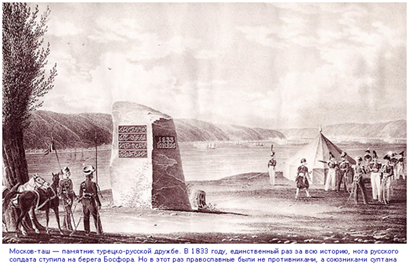 1833
Москов-таш — памятник турецко-русской дружбе. В 1833 году, единственный раз за всю историю, нога русского
солдата ступила на берега Босфора. Но в этот раз православные были не противниками, а союзниками султана